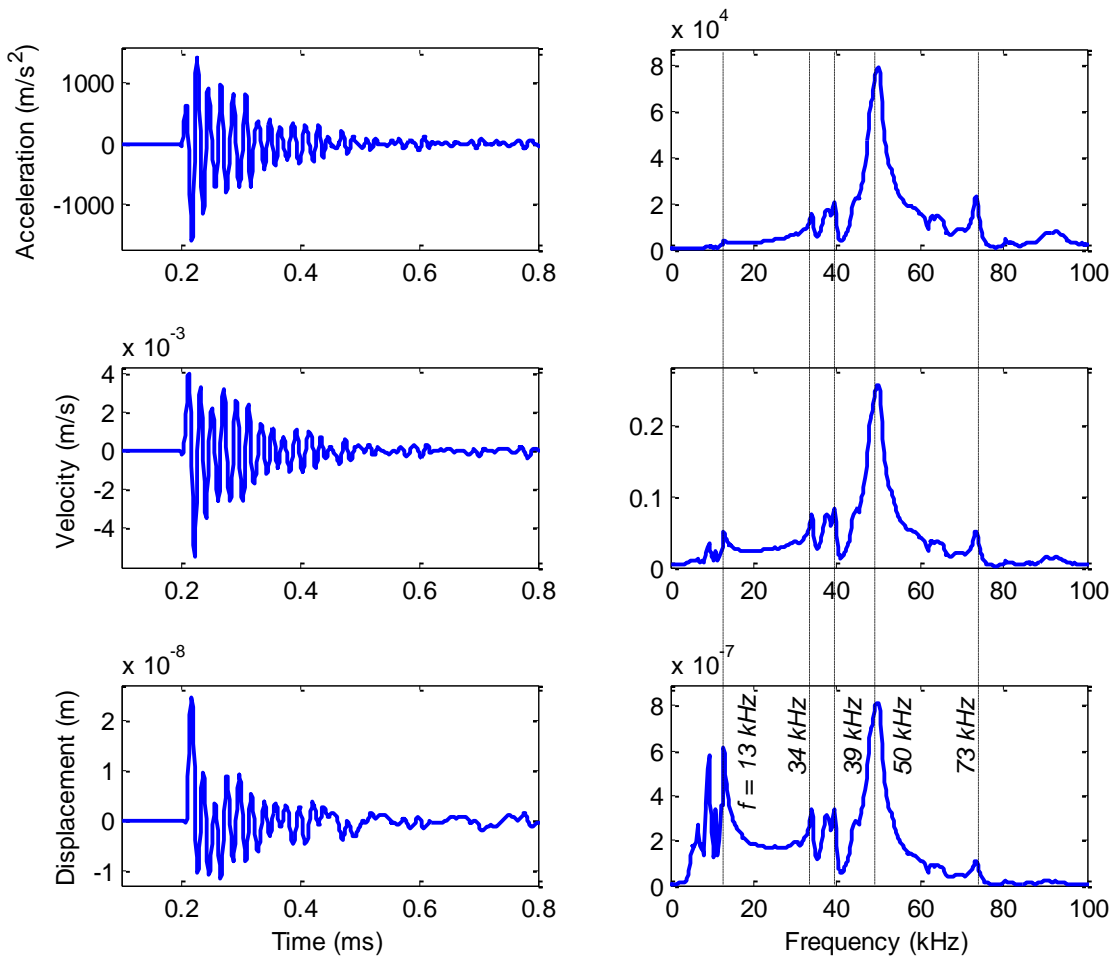 Acceleration (m/s²)
1000
0
-1000
0.2 0.4 0.6 0.8
x 10⁴
8
6
4
2
0
0 20 40 60 80 100
Velocity (m/s)
x 10⁻³
4
2
0
-2
-4
0.2 0.4 0.6 0.8
0.2
0.1
0
0 20 40 60 80 100
Displacement (m)
x 10⁻⁸
2
1
0
-1
0.2 0.4 0.6 0.8
Time (ms)
x 10⁻⁷
8
6
4
2
0
f = 13 kHz
34 kHz
39 kHz
50 kHz
73 kHz
0 20 40 60 80 100
Frequency (kHz)